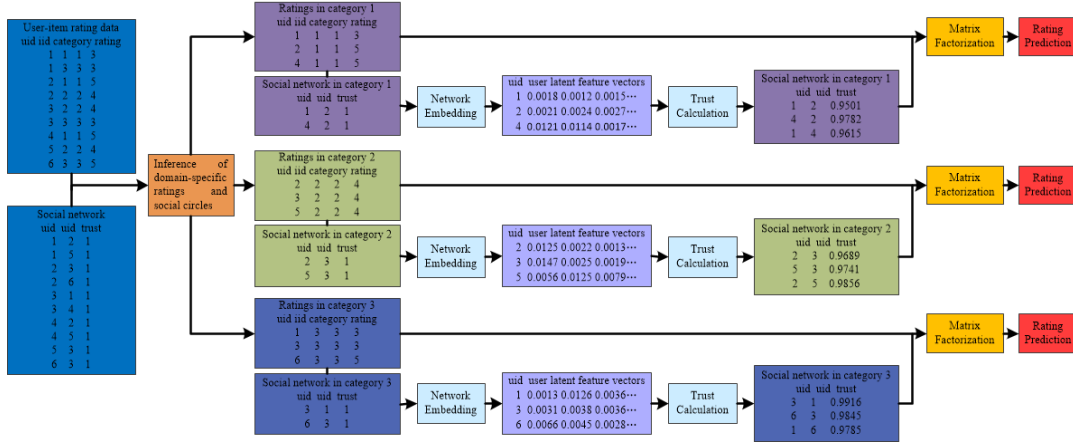 User-item rating data
uid iid category rating
1 1 1 3
1 3 3 3
2 1 1 5
2 2 2 4
3 2 2 4
3 3 3 3
4 1 1 5
5 2 2 4
6 3 3 5
Social network
uid uid trust
1 2 1
1 5 1
2 3 1
2 6 1
3 1 1
3 4 1
4 2 1
4 5 1
5 3 1
6 3 1
Inference of
domain-specific
ratings and
social circles
Ratings in category 1
uid iid category rating
1 1 1 3
2 1 1 5
4 1 1 5
Social network in category 1
uid uid trust
1 2 1
4 2 1
Network
Embedding
uid user latent feature vectors
1 0.0018 0.0012 0.0015···
2 0.0021 0.0024 0.0027···
4 0.0121 0.0114 0.0017···
Trust
Calculation
Social network in category 1
uid uid trust
1 2 0.9501
4 2 0.9782
1 4 0.9615
Matrix
Factorization
Rating
Prediction
Ratings in category 2
uid iid category rating
2 2 2 4
3 2 2 4
5 2 2 4
Social network in category 2
uid uid trust
2 3 1
5 3 1
Network
Embedding
uid user latent feature vectors
2 0.0125 0.0022 0.0013···
3 0.0147 0.0025 0.0019···
5 0.0056 0.0125 0.0079···
Trust
Calculation
Social network in category 2
uid uid trust
2 3 0.9689
5 3 0.9741
2 5 0.9856
Matrix
Factorization
Rating
Prediction
Ratings in category 3
uid iid category rating
1 3 3 3
3 3 3 3
6 3 3 5
Social network in category 3
uid uid trust
3 1 1
6 3 1
Network
Embedding
uid user latent feature vectors
1 0.0013 0.0126 0.0036···
3 0.0031 0.0038 0.0036···
6 0.0066 0.0045 0.0028···
Trust
Calculation
Social network in category 3
uid uid trust
3 1 0.9916
6 3 0.9845
1 6 0.9785
Matrix
Factorization
Rating
Prediction